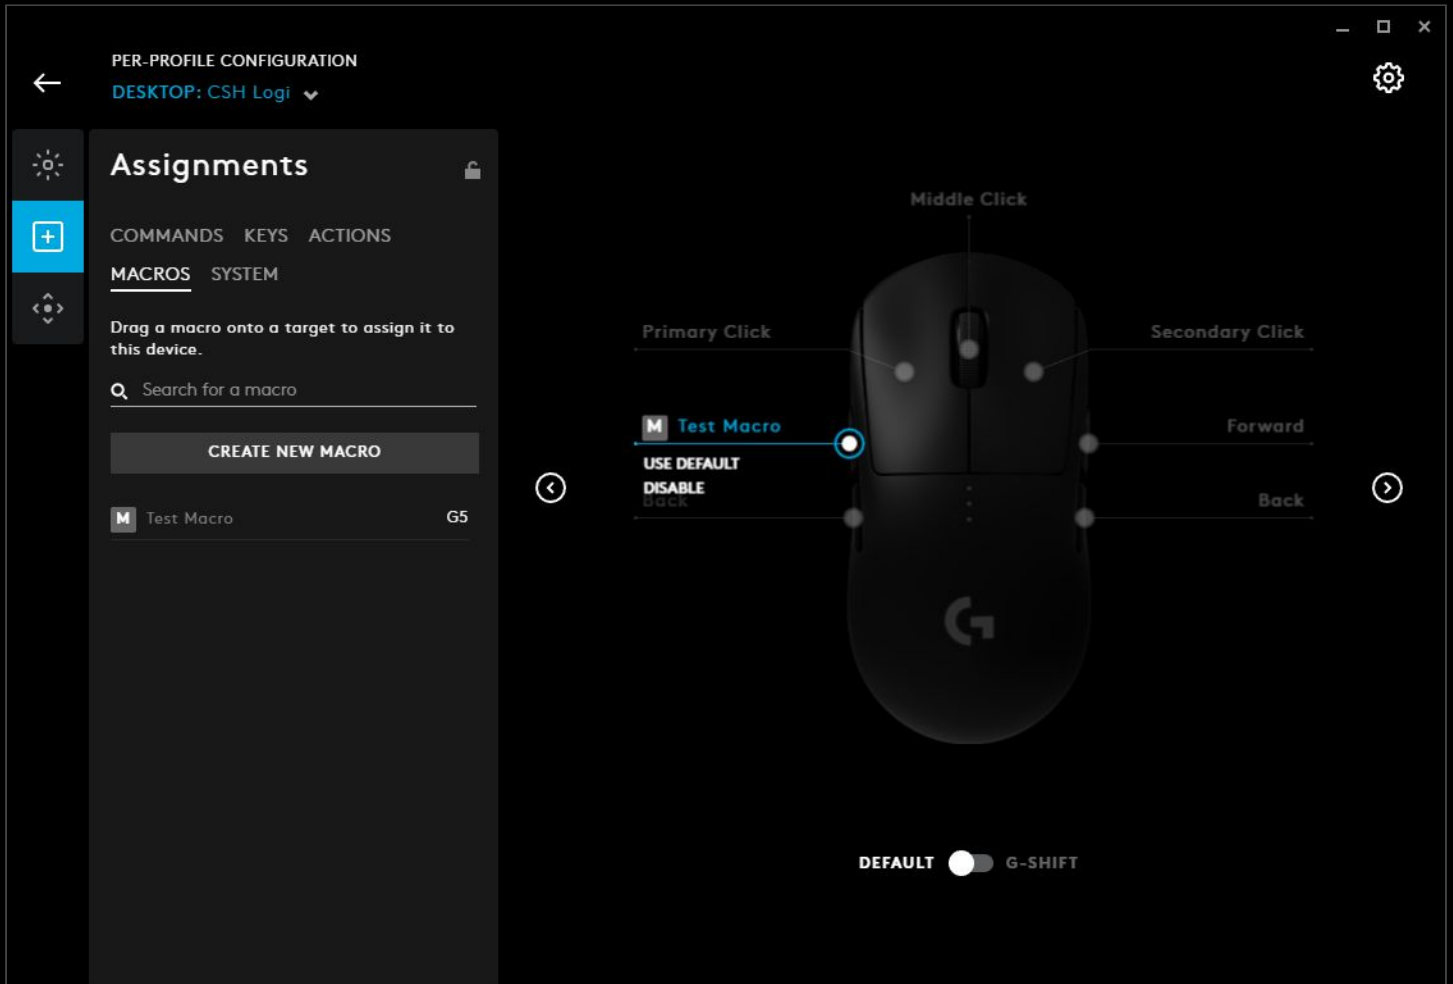 PER-PROFILE CONFIGURATION
DESKTOP: CSH Logi
Assignments
COMMANDS KEYS ACTIONS
MACROS SYSTEM
Drag a macro onto a target to assign it to
this device.
Search for a macro
CREATE NEW MACRO
M Test Macro G5
Middle Click
Primary Click
Secondary Click
M Test Macro
Forward
USE DEFAULT
DISABLE
Back
Back
DEFAULT G-SHIFT